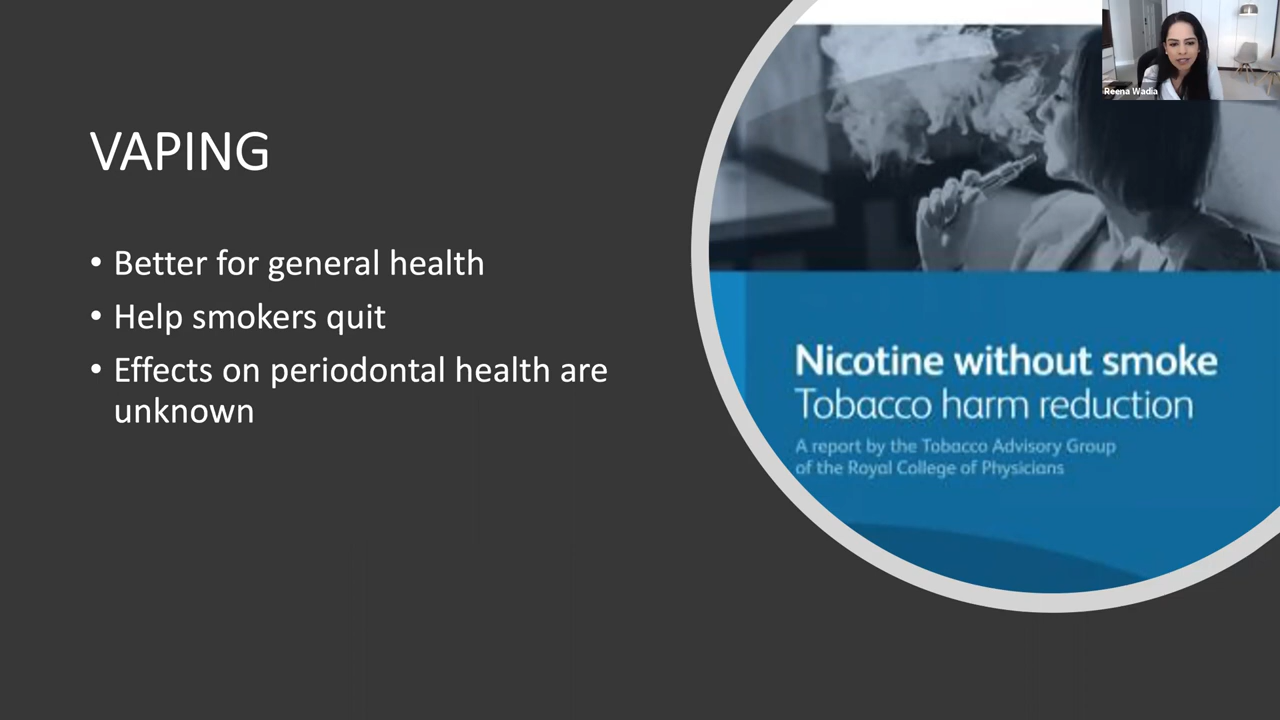 VAPING
• Better for general health
• Help smokers quit
• Effects on periodontal health are
unknown
Reena Wadia
Nicotine without smoke
Tobacco harm reduction
A report by the Tobacco Advisory Group
of the Royal College of Physicians